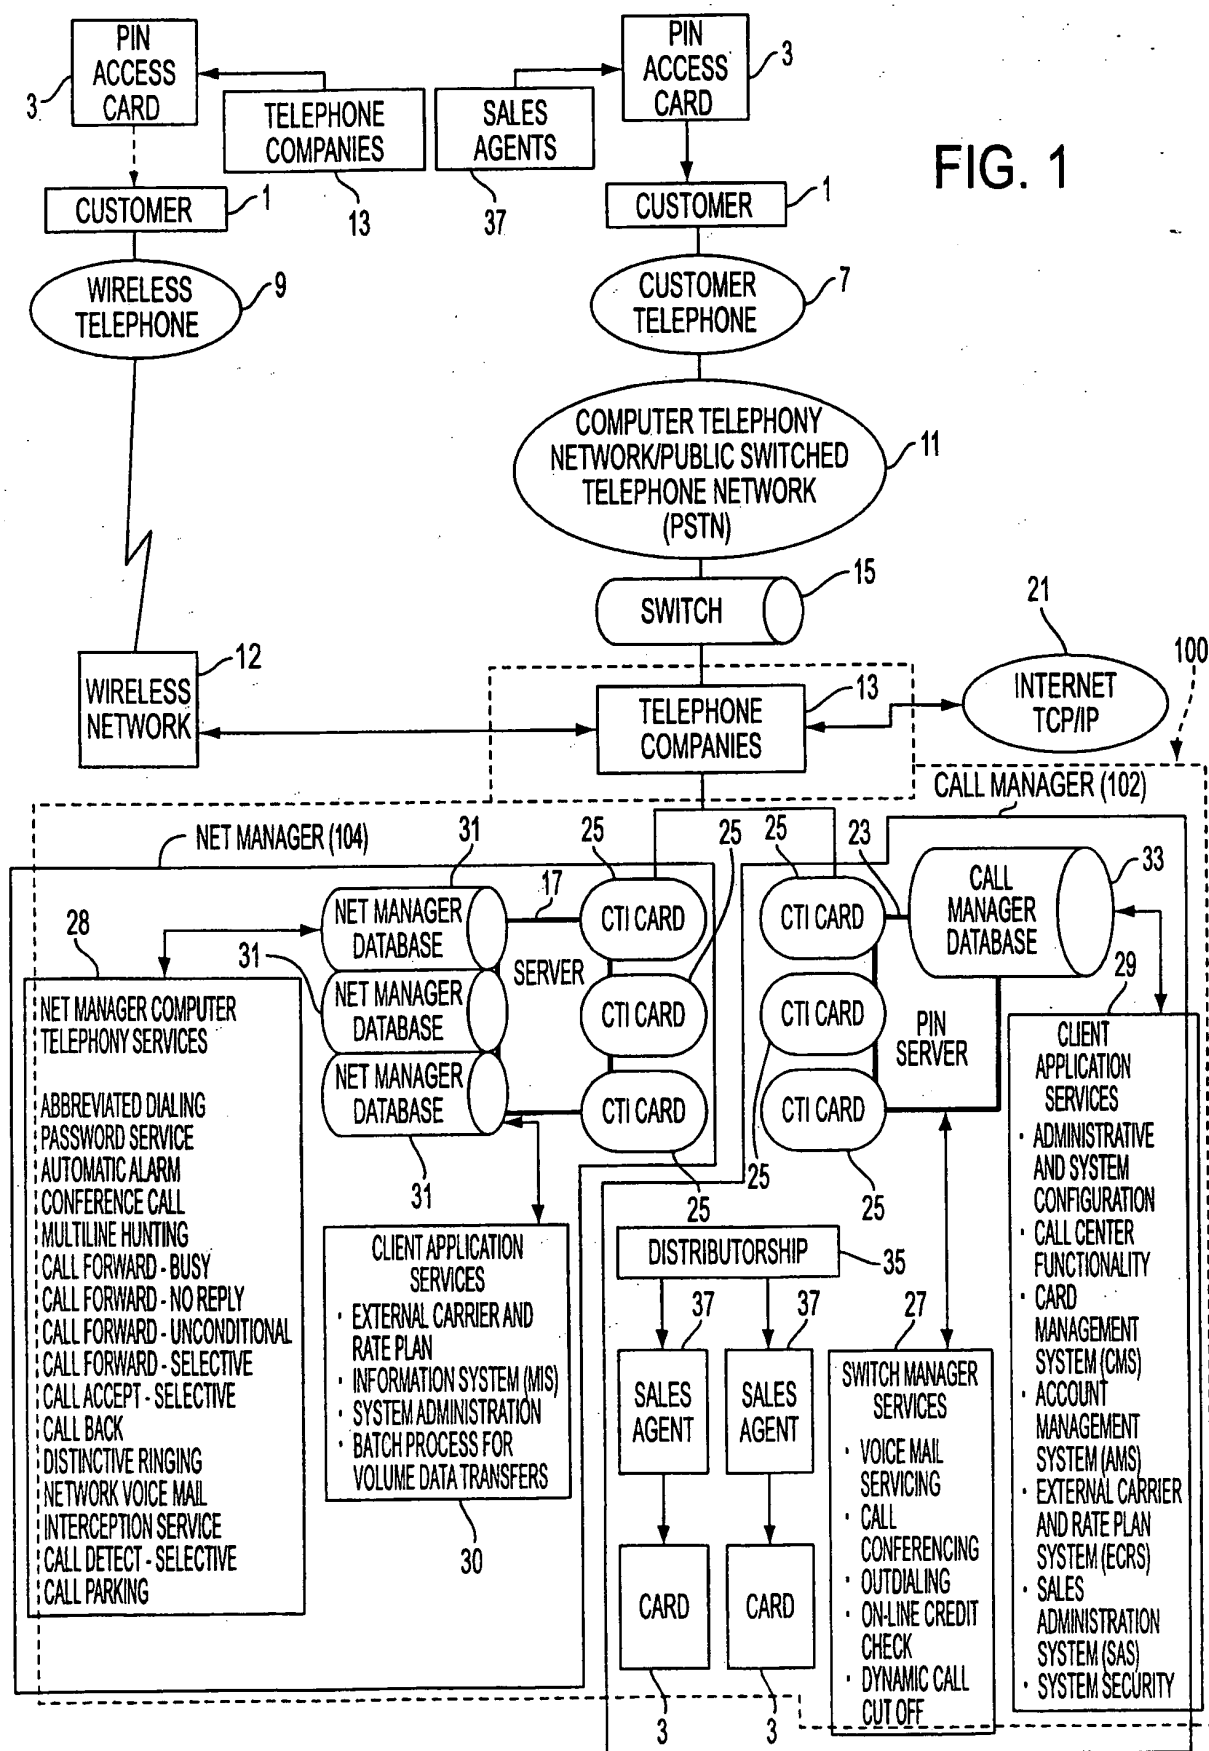 PIN
ACCESS
CARD
3
TELEPHONE
COMPANIES
13
SALES
AGENTS
37
PIN
ACCESS
CARD
3
FIG. 1
CUSTOMER
1
CUSTOMER
1
WIRELESS
TELEPHONE
9
CUSTOMER
TELEPHONE
7
COMPUTER TELEPHONY
NETWORK/PUBLIC SWITCHED
TELEPHONE NETWORK
(PSTN)
11
SWITCH
15
WIRELESS
NETWORK
12
TELEPHONE
COMPANIES
13
21
INTERNET
TCP/IP
100
NET MANAGER (104)
CALL MANAGER (102)
31
17
25
25
25
23
33
NET MANAGER
DATABASE
NET MANAGER
DATABASE
NET MANAGER
DATABASE
31
31
SERVER
CTI CARD
CTI CARD
CTI CARD
25
CTI CARD
CTI CARD
CTI CARD
25
25
CALL
MANAGER
DATABASE
PIN
SERVER
28
NET MANAGER COMPUTER
TELEPHONY SERVICES
ABBREVIATED DIALING
PASSWORD SERVICE
AUTOMATIC ALARM
CONFERENCE CALL
MULTILINE HUNTING
CALL FORWARD - BUSY
CALL FORWARD - NO REPLY
CALL FORWARD - UNCONDITIONAL
CALL FORWARD - SELECTIVE
CALL ACCEPT - SELECTIVE
CALL BACK
DISTINCTIVE RINGING
NETWORK VOICE MAIL
INTERCEPTION SERVICE
CALL DETECT - SELECTIVE
CALL PARKING
CLIENT APPLICATION
SERVICES
· EXTERNAL CARRIER AND
RATE PLAN
· INFORMATION SYSTEM (MIS)
· SYSTEM ADMINISTRATION
· BATCH PROCESS FOR
VOLUME DATA TRANSFERS
30
DISTRIBUTORSHIP
35
37
37
SALES
AGENT
SALES
AGENT
CARD
CARD
3
3
27
SWITCH MANAGER
SERVICES
· VOICE MAIL
SERVICING
· CALL
CONFERENCING
· OUTDIALING
· ON-LINE CREDIT
CHECK
· DYNAMIC CALL
CUT OFF
29
CLIENT
APPLICATION
SERVICES
· ADMINISTRATIVE
AND SYSTEM
CONFIGURATION
· CALL CENTER
FUNCTIONALITY
· CARD
MANAGEMENT
SYSTEM (CMS)
· ACCOUNT
MANAGEMENT
SYSTEM (AMS)
· EXTERNAL CARRIER
AND RATE PLAN
SYSTEM (ECRS)
· SALES
ADMINISTRATION
SYSTEM (SAS)
· SYSTEM SECURITY